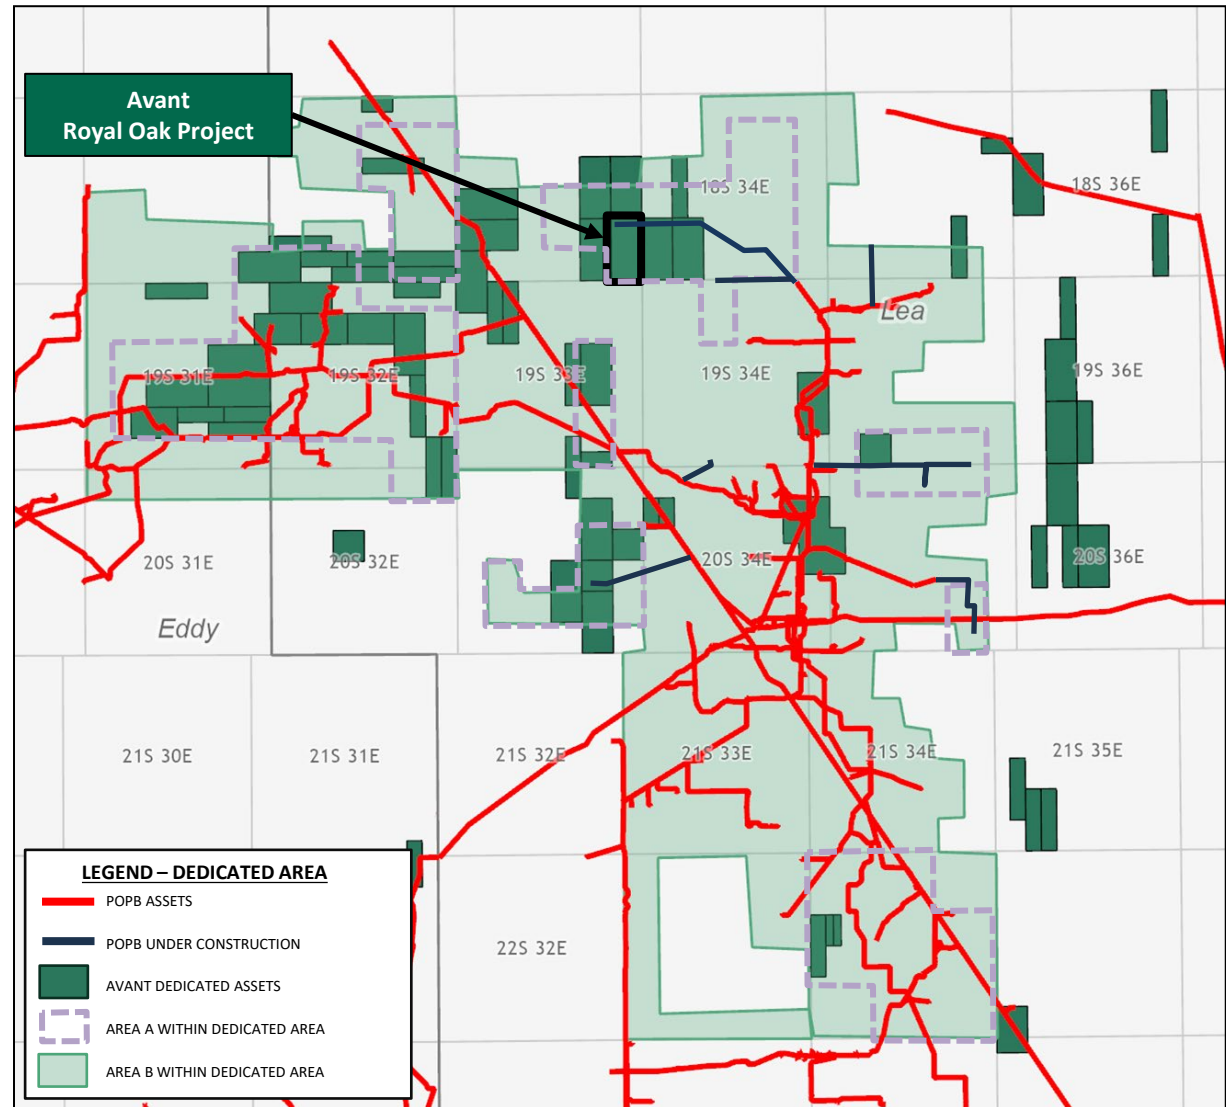 Avant
Royal Oak Project
18S 34E
18S 36E
Lea
19S 31E
19S 32E
19S 33E
19S 34E
19S 36E
20S 31E
20S 32E
20S 34E
20S 36E
Eddy
21S 30E
21S 31E
21S 32E
21S 33E
21S 34E
21S 35E
22S 32E
LEGEND – DEDICATED AREA
POPB ASSETS
POPB UNDER CONSTRUCTION
AVANT DEDICATED ASSETS
AREA A WITHIN DEDICATED AREA
AREA B WITHIN DEDICATED AREA